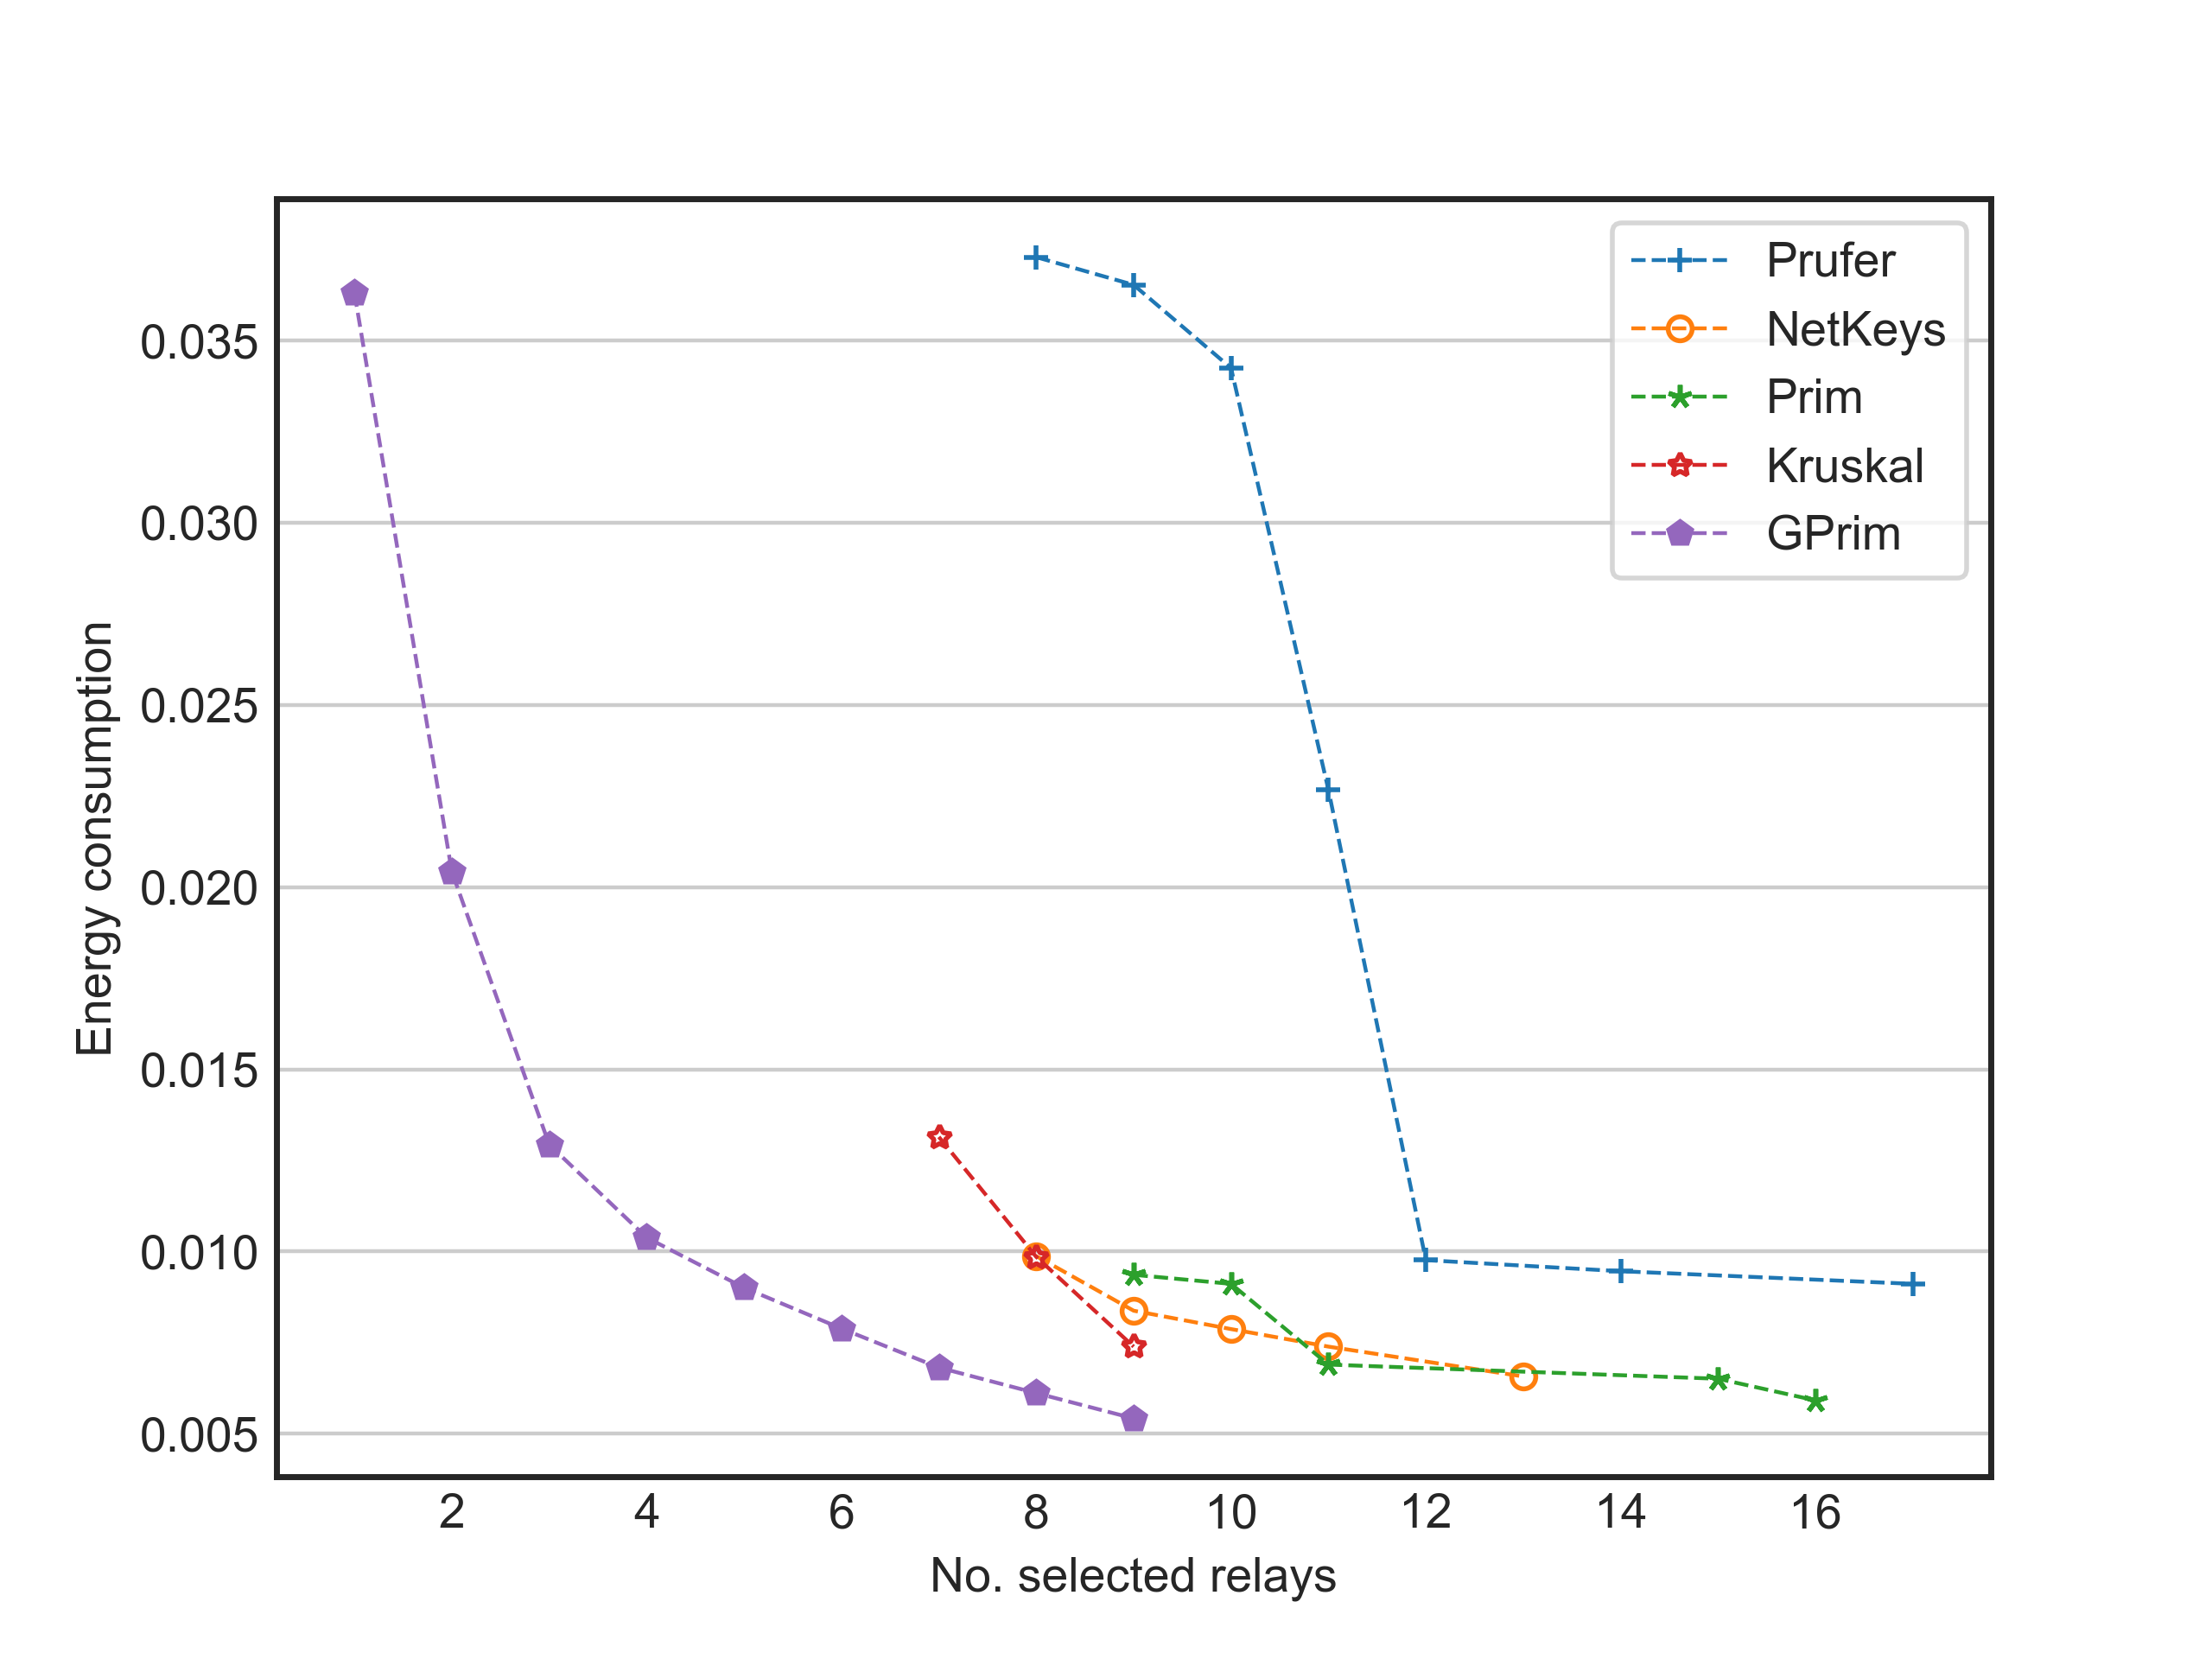 Prufer
NetKeys
Prim
Kruskal
GPrim
Energy consumption
0.035
0.030
0.025
0.020
0.015
0.010
0.005
2 4 6 8 10 12 14 16
No. selected relays